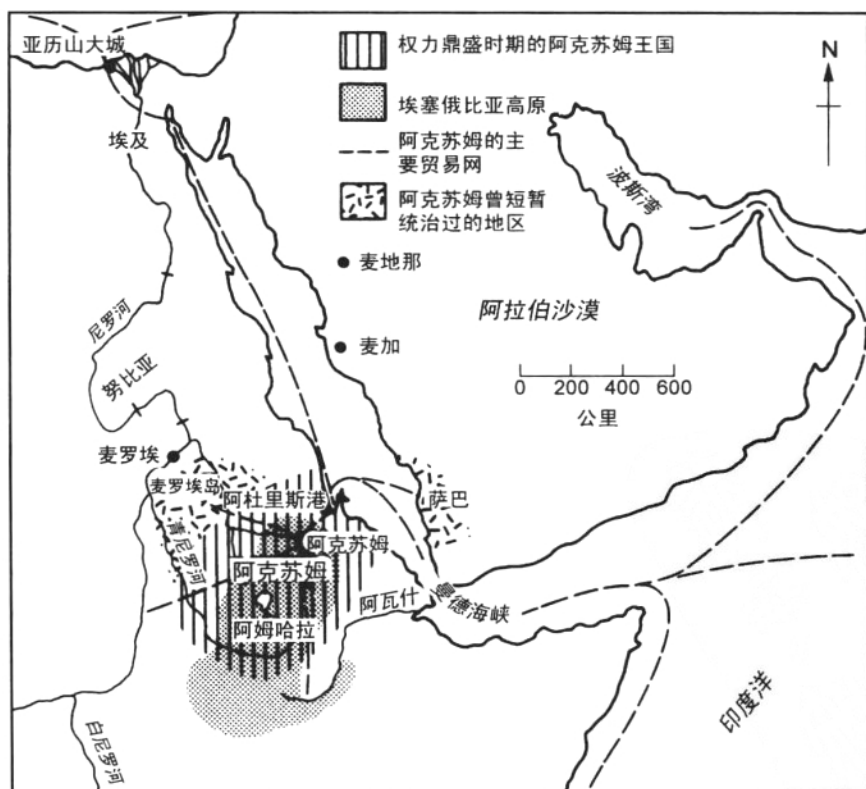 亚历山大城
埃及
权力鼎盛时期的阿克苏姆王国
埃塞俄比亚高原
阿克苏姆的主
要贸易网
阿克苏姆曾短暂
统治过的地区
N
波斯湾
麦地那
阿拉伯沙漠
麦加
0 200 400 600
公里
尼罗河
努比亚
麦罗埃
麦罗埃岛
阿杜里斯港
萨巴
青尼罗河
阿克苏姆
阿克苏姆
阿瓦什
曼德海峡
阿姆哈拉
印度洋
白尼罗河